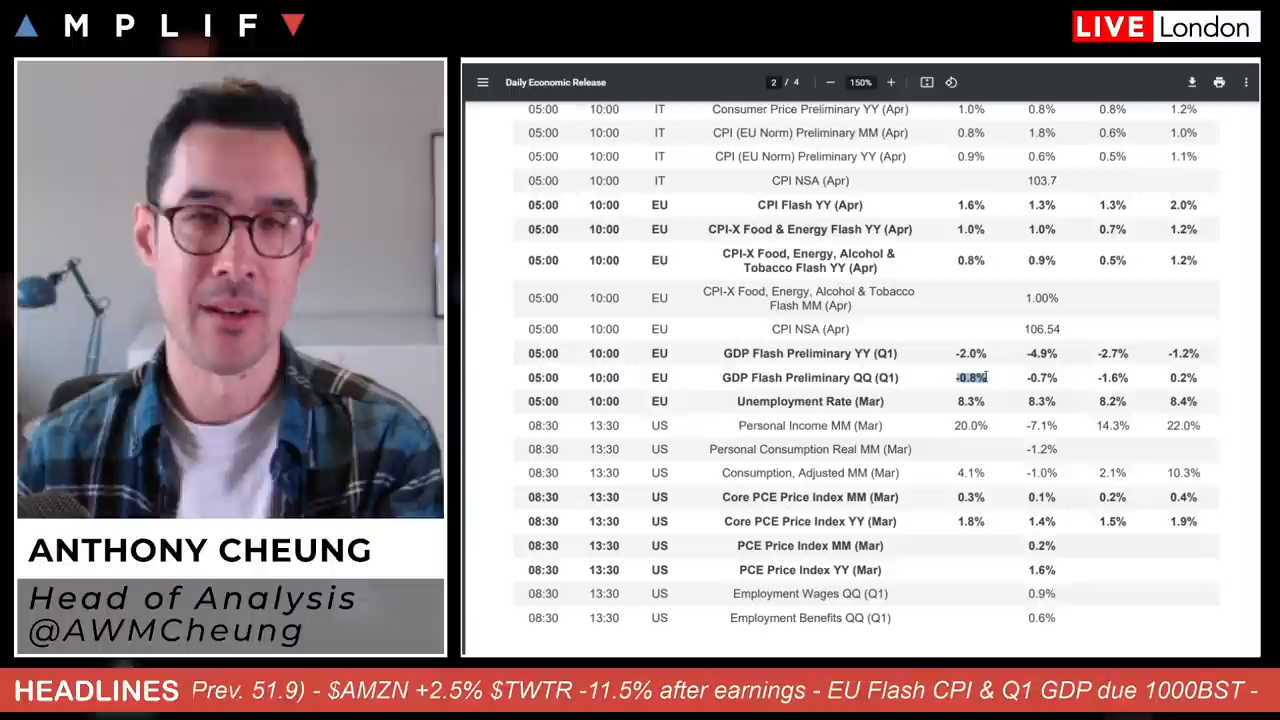 AMPLIFY
LIVE London
Daily Economic Release
2 / 4
150%
05:00 10:00 IT Consumer Price Preliminary YY (Apr) 1.0% 0.8% 0.8% 1.2%
05:00 10:00 IT CPI (EU Norm) Preliminary MM (Apr) 0.8% 1.8% 0.6% 1.0%
05:00 10:00 IT CPI (EU Norm) Preliminary YY (Apr) 0.9% 0.6% 0.5% 1.1%
05:00 10:00 IT CPI NSA (Apr) 103.7
05:00 10:00 EU CPI Flash YY (Apr) 1.6% 1.3% 1.3% 2.0%
05:00 10:00 EU CPI-X Food & Energy Flash YY (Apr) 1.0% 1.0% 0.7% 1.2%
05:00 10:00 EU CPI-X Food, Energy, Alcohol &
Tobacco Flash YY (Apr) 0.8% 0.9% 0.5% 1.2%
05:00 10:00 EU CPI-X Food, Energy, Alcohol & Tobacco
Flash MM (Apr) 1.00%
05:00 10:00 EU CPI NSA (Apr) 106.54
05:00 10:00 EU GDP Flash Preliminary YY (Q1) -2.0% -4.9% -2.7% -1.2%
05:00 10:00 EU GDP Flash Preliminary QQ (Q1) -0.8% -0.7% -1.6% 0.2%
05:00 10:00 EU Unemployment Rate (Mar) 8.3% 8.3% 8.2% 8.4%
08:30 13:30 US Personal Income MM (Mar) 20.0% -7.1% 14.3% 22.0%
08:30 13:30 US Personal Consumption Real MM (Mar) -1.2%
08:30 13:30 US Consumption, Adjusted MM (Mar) 4.1% -1.0% 2.1% 10.3%
08:30 13:30 US Core PCE Price Index MM (Mar) 0.3% 0.1% 0.2% 0.4%
08:30 13:30 US Core PCE Price Index YY (Mar) 1.8% 1.4% 1.5% 1.9%
08:30 13:30 US PCE Price Index MM (Mar) 0.2%
08:30 13:30 US PCE Price Index YY (Mar) 1.6%
08:30 13:30 US Employment Wages QQ (Q1) 0.9%
08:30 13:30 US Employment Benefits QQ (Q1) 0.6%
ANTHONY CHEUNG
Head of Analysis
@AWMCheung
HEADLINES Prev. 51.9) - $AMZN +2.5% $TWTR -11.5% after earnings - EU Flash CPI & Q1 GDP due 1000BST -